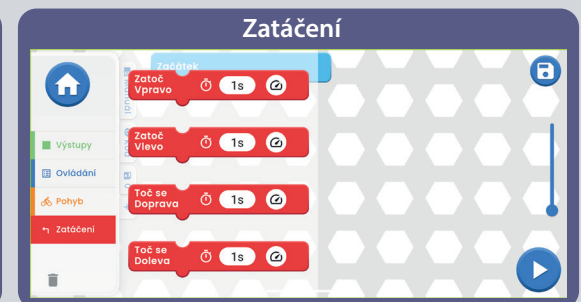 Zatáčení
Začátek
Zatoč
Vpravo
1s
Zatoč
Vlevo
1s
Toč se
Doprava
1s
Toč se
Doleva
1s
Výstupy
Ovládání
Pohyb
Zatáčení